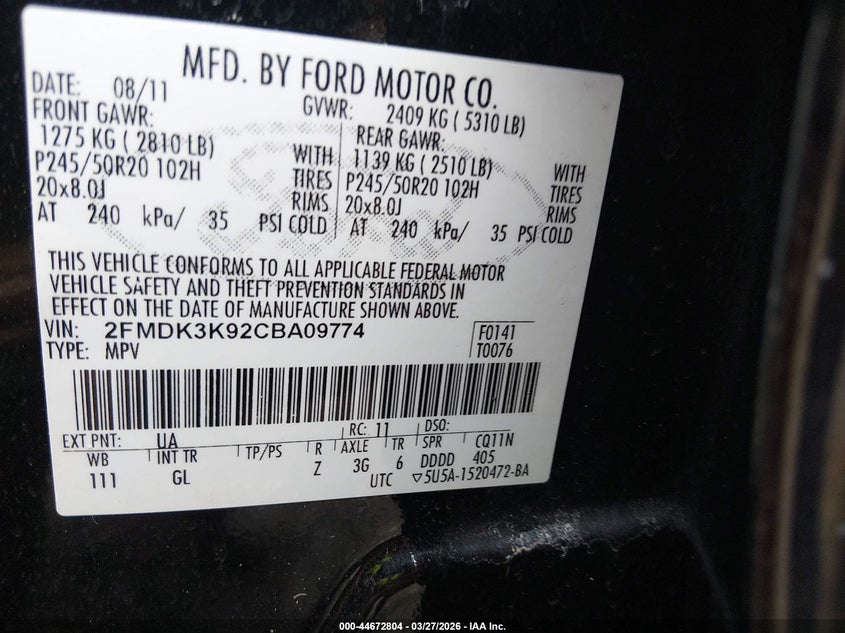 MFD. BY FORD MOTOR CO.
DATE: 08/11 GVWR: 2409 KG ( 5310 LB)
FRONT GAWR: REAR GAWR:
1275 KG ( 2810 LB) WITH 1139 KG ( 2510 LB) WITH
P245/50R20 102H TIRES P245/50R20 102H TIRES
20x8.0J RIMS 20x8.0J RIMS
AT 240 kPa/ 35 PSI COLD AT 240 kPa/ 35 PSI COLD
THIS VEHICLE CONFORMS TO ALL APPLICABLE FEDERAL MOTOR
VEHICLE SAFETY AND THEFT PREVENTION STANDARDS IN
EFFECT ON THE DATE OF MANUFACTURE SHOWN ABOVE.
VIN: 2FMDK3K92CBA09774 F0141
TYPE: MPV T0076
EXT PNT: UA RC: 11 DSO:
WB INT TR TP/PS R AXLE TR SPR CQ11N
111 GL Z 3G 6 DDDD 405
UTC ▽5U5A-1520472-BA
000-44672804 | 03/27/2026 - IAA Inc.